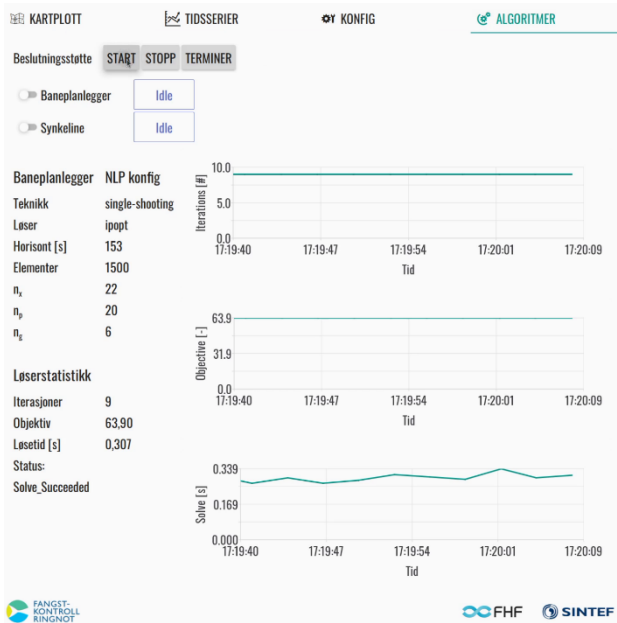 KARTPLOTT TIDSSERIER KONFIG ALGORITMER
Beslutningsstøtte START STOPP TERMINER
Baneplanlegger Idle
Synkeline Idle
Baneplanlegger NLP konfig
Teknikk single-shooting
Løser ipopt
Horisont [s] 153
Elementer 1500
nx 22
np 20
ng 6
Løserstatistikk
Iterasjoner 9
Objektiv 63,90
Løsetid [s] 0,307
Status:
Solve_Succeeded
Iterations [#]
10.0
5.0
0.0
17:19:40 17:19:47 17:19:54 17:20:01 17:20:09
Tid
Objective [-]
63.9
31.9
0.0
17:19:40 17:19:47 17:19:54 17:20:01 17:20:09
Tid
Solve [s]
0.339
0.169
0.000
17:19:40 17:19:47 17:19:54 17:20:01 17:20:09
Tid
FANGST-
KONTROLL
RINGNOT
FHF SINTEF